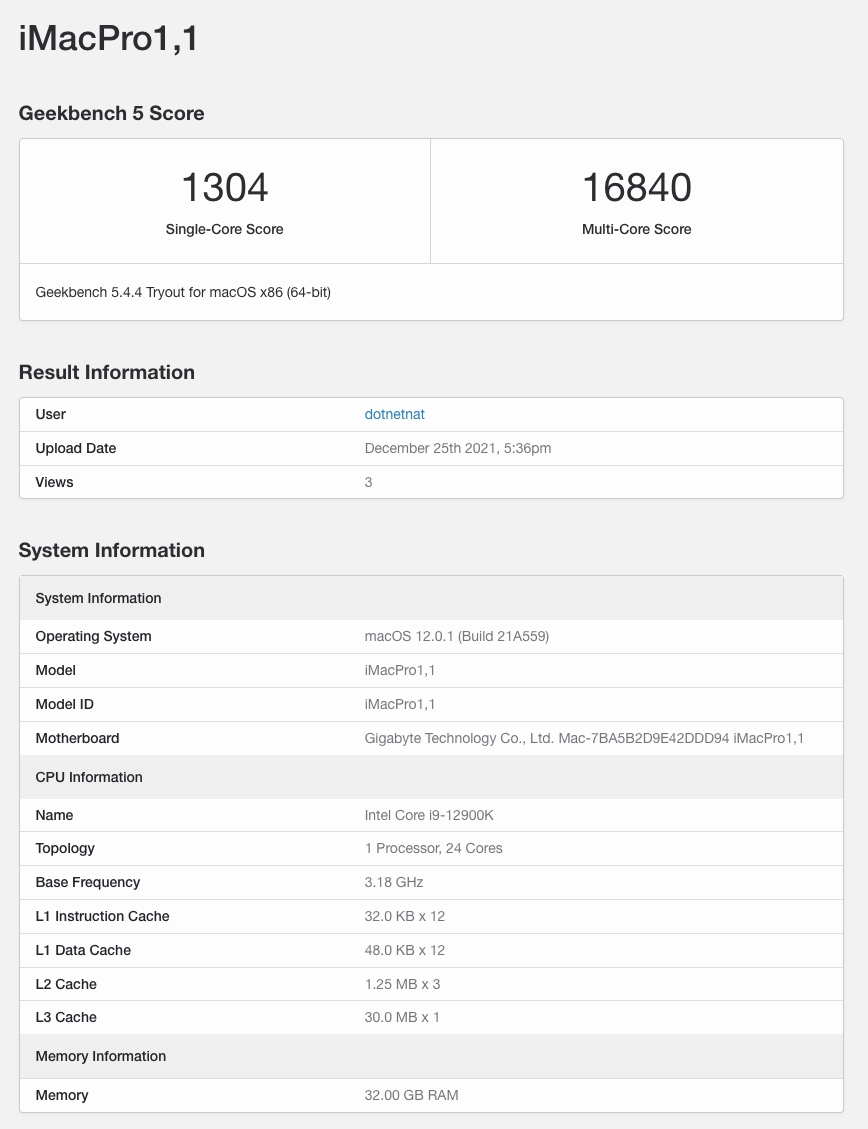 iMacPro1,1
Geekbench 5 Score
1304
Single-Core Score
16840
Multi-Core Score
Geekbench 5.4.4 Tryout for macOS x86 (64-bit)
Result Information
User dotnetnat
Upload Date December 25th 2021, 5:36pm
Views 3
System Information
System Information
Operating System macOS 12.0.1 (Build 21A559)
Model iMacPro1,1
Model ID iMacPro1,1
Motherboard Gigabyte Technology Co., Ltd. Mac-7BA5B2D9E42DDD94 iMacPro1,1
CPU Information
Name Intel Core i9-12900K
Topology 1 Processor, 24 Cores
Base Frequency 3.18 GHz
L1 Instruction Cache 32.0 KB x 12
L1 Data Cache 48.0 KB x 12
L2 Cache 1.25 MB x 3
L3 Cache 30.0 MB x 1
Memory Information
Memory 32.00 GB RAM